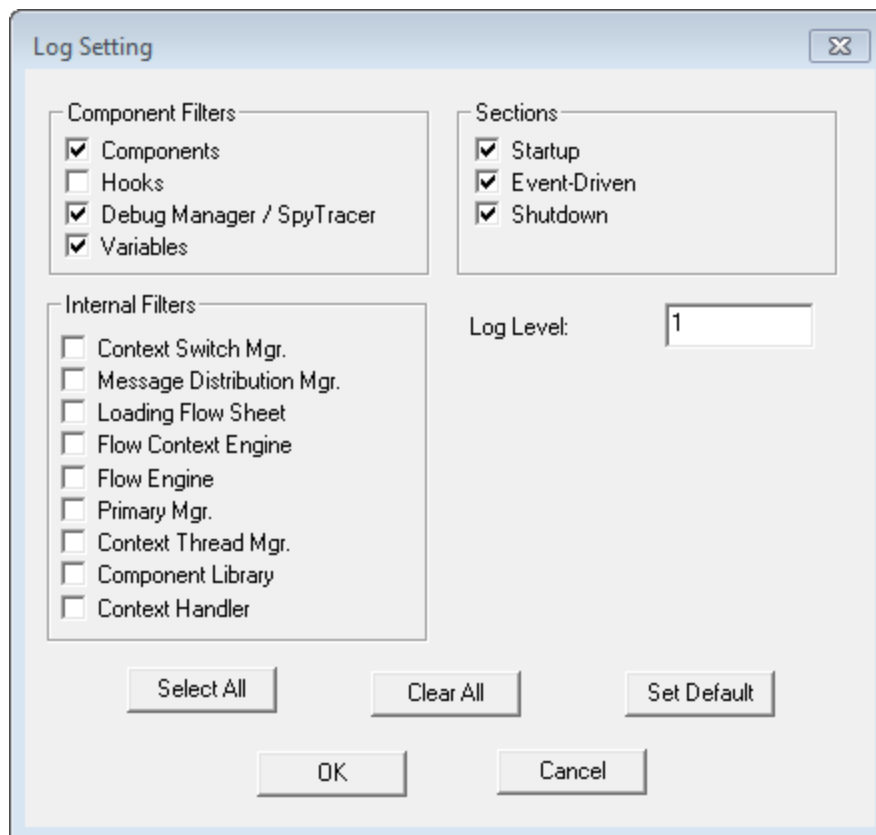 Log Setting
Component Filters
Components
Hooks
Debug Manager / SpyTracer
Variables
Sections
Startup
Event-Driven
Shutdown
Internal Filters
Context Switch Mgr.
Message Distribution Mgr.
Loading Flow Sheet
Flow Context Engine
Flow Engine
Primary Mgr.
Context Thread Mgr.
Component Library
Context Handler
Log Level: 1
Select All Clear All Set Default
OK Cancel